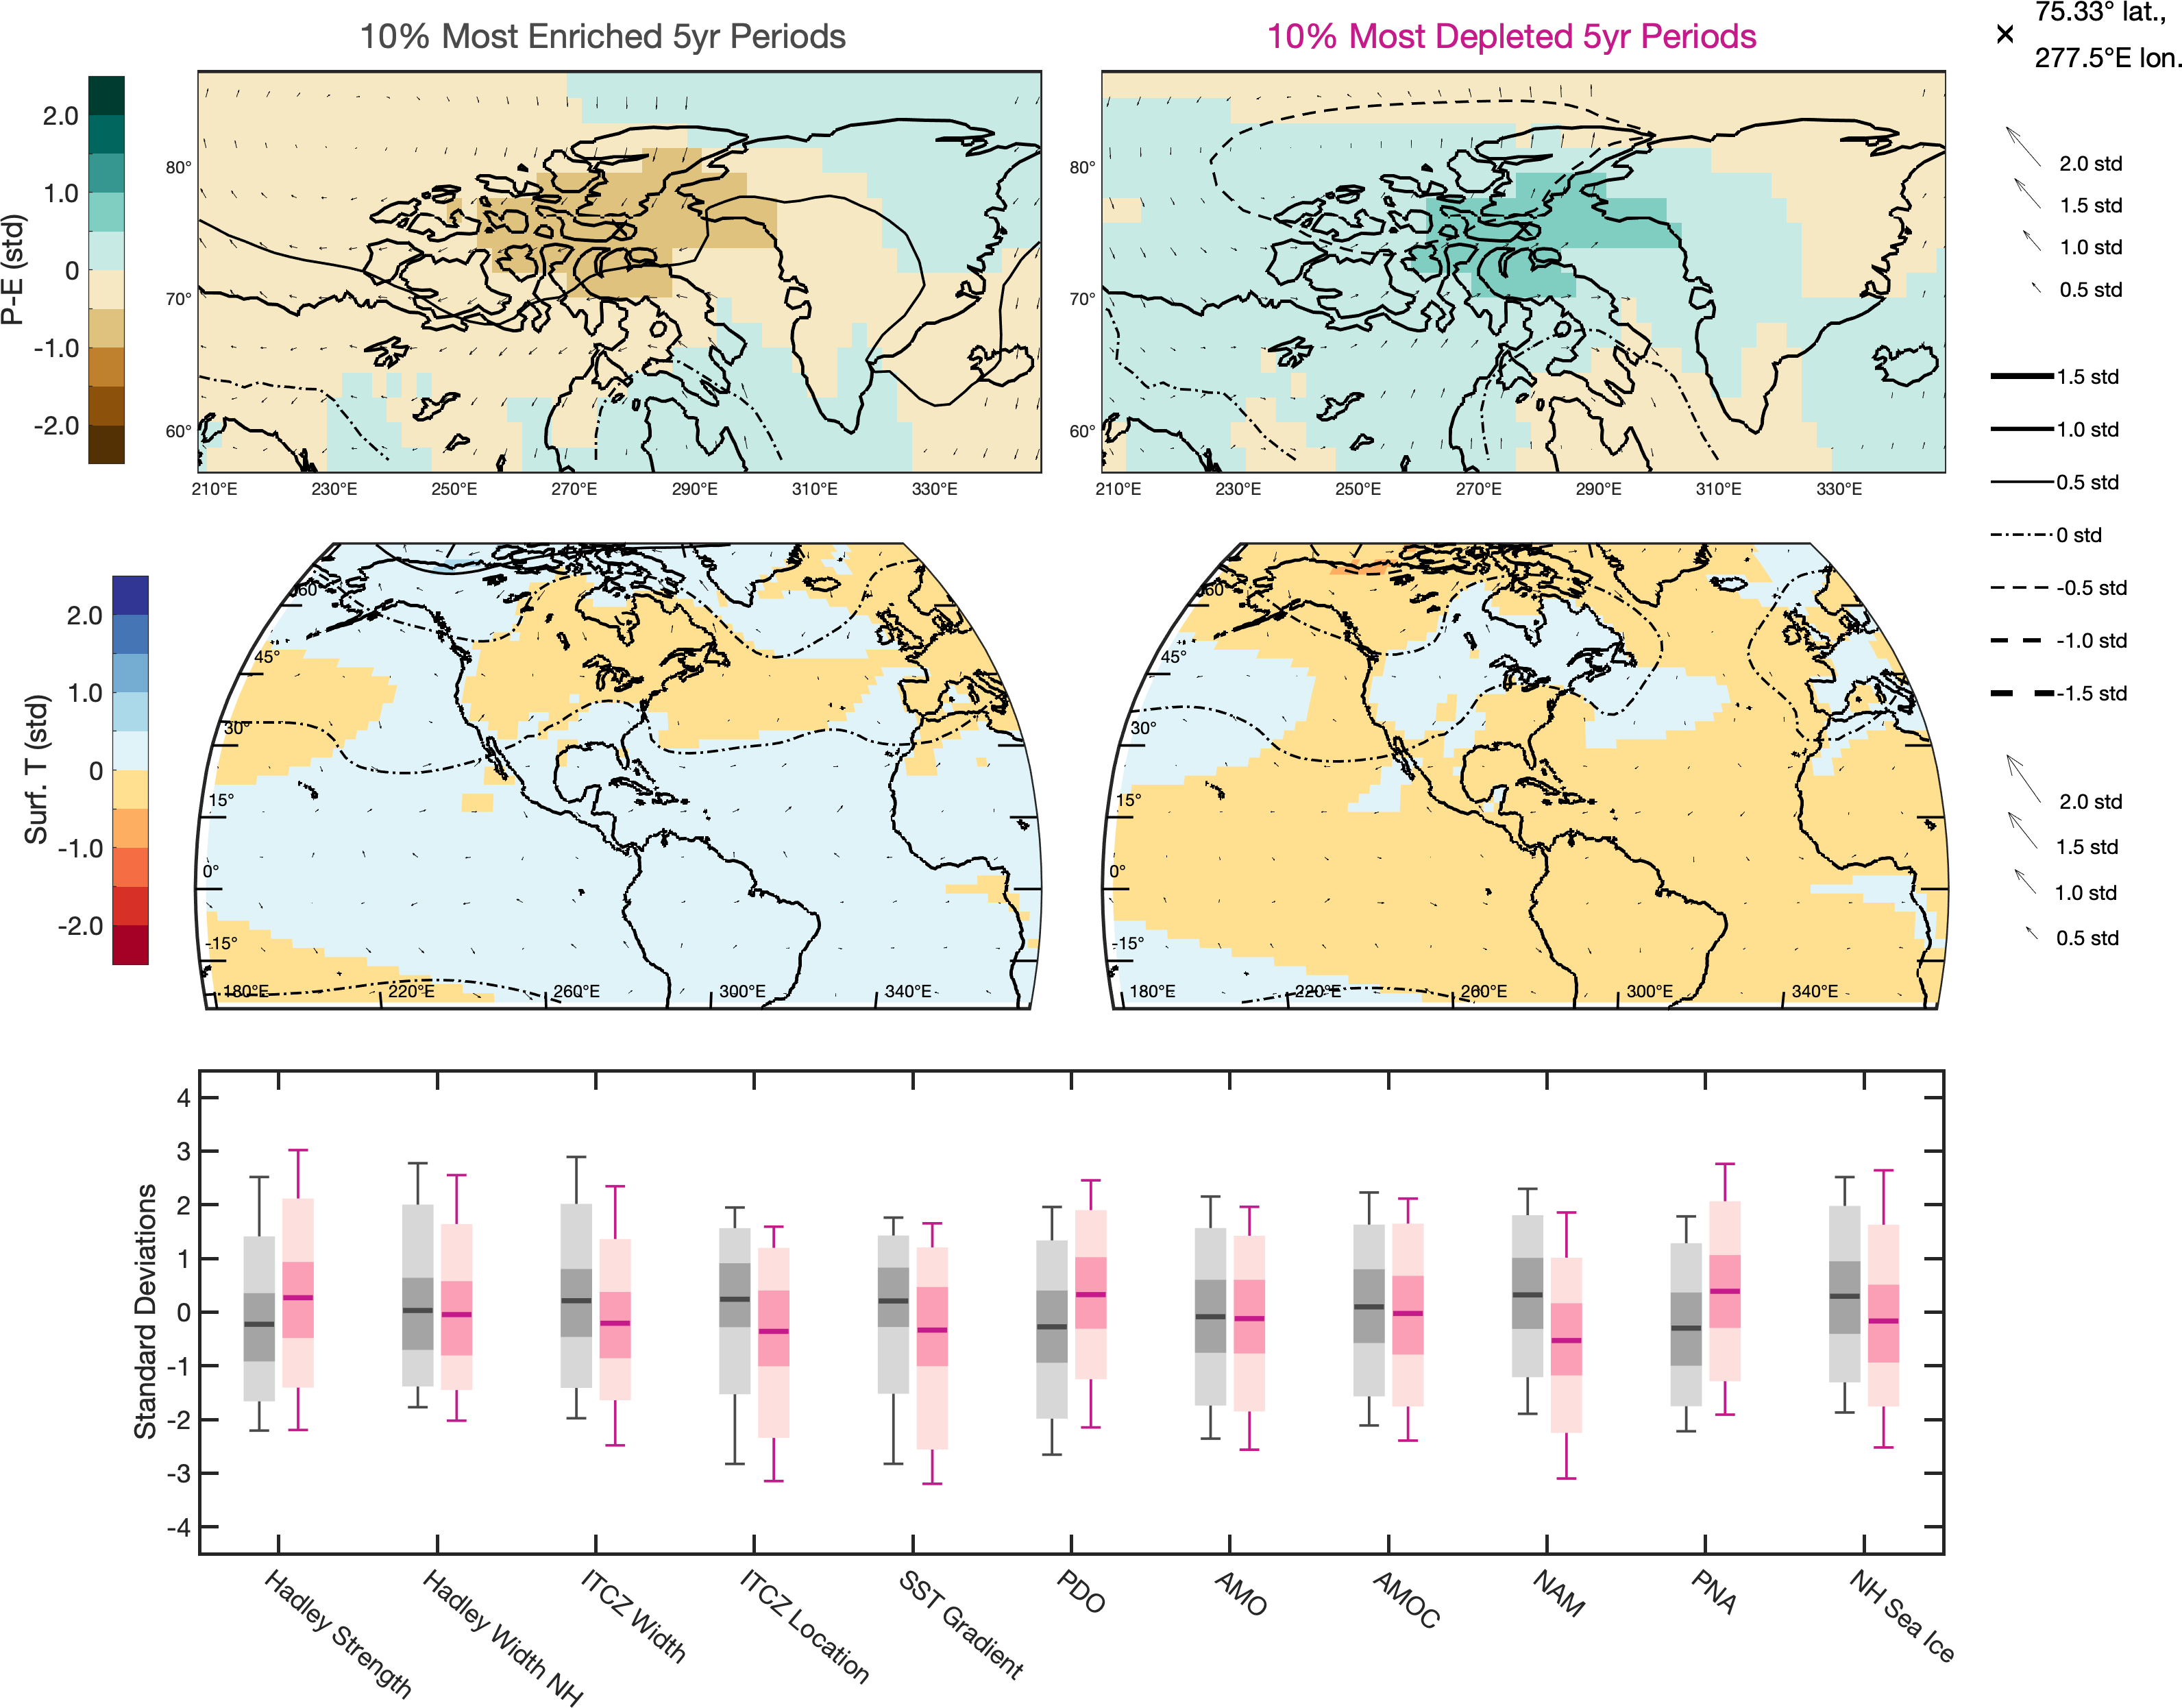 10% Most Enriched 5yr Periods
10% Most Depleted 5yr Periods
× 75.33° lat.,
277.5°E lon.
P-E (std)
2.0
1.0
0
-1.0
-2.0
80°
70°
60°
210°E 230°E 250°E 270°E 290°E 310°E 330°E
80°
70°
60°
210°E 230°E 250°E 270°E 290°E 310°E 330°E
2.0 std
1.5 std
1.0 std
0.5 std
1.5 std
1.0 std
0.5 std
0 std
-0.5 std
-1.0 std
-1.5 std
Surf. T (std)
2.0
1.0
0
-1.0
-2.0
60°
45°
30°
15°
0°
-15°
180°E 220°E 260°E 300°E 340°E
60°
45°
30°
15°
0°
-15°
180°E 220°E 260°E 300°E 340°E
2.0 std
1.5 std
1.0 std
0.5 std
Standard Deviations
4
3
2
1
0
-1
-2
-3
-4
Hadley Strength
Hadley Width NH
ITCZ Width
ITCZ Location
SST Gradient
PDO
AMO
AMOC
NAM
PNA
NH Sea Ice